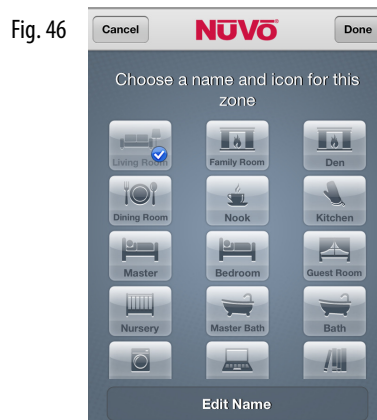 Fig. 46
Cancel NŪVō® Done
Choose a name and icon for this
zone
Living Room Family Room Den
Dining Room Nook Kitchen
Master Bedroom Guest Room
Nursery Master Bath Bath
Edit Name